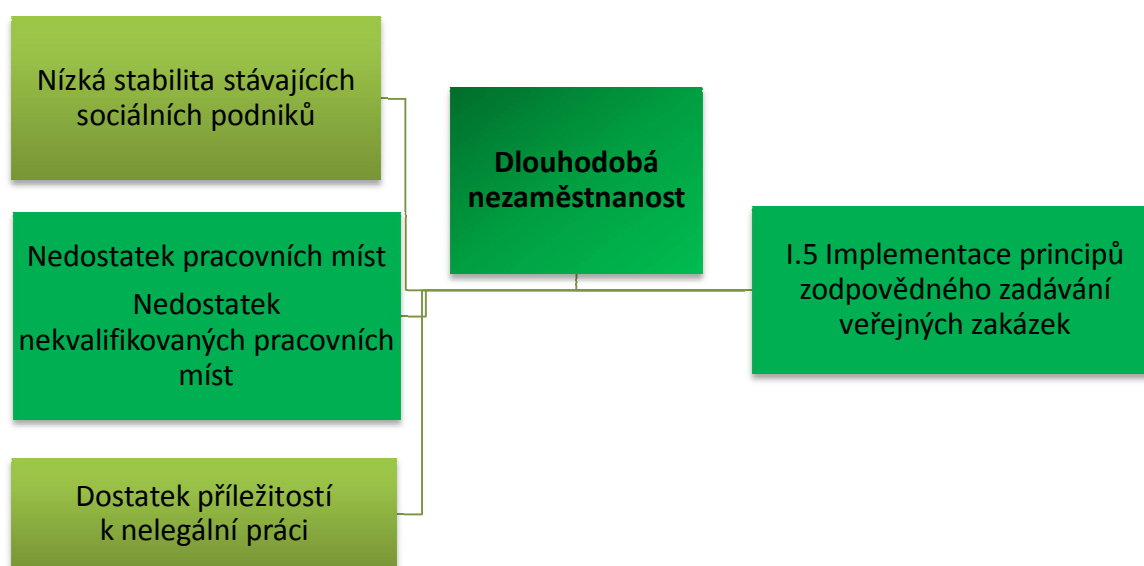 Nízká stabilita stávajících
sociálních podniků
Dlouhodobá
nezaměstnanost
Nedostatek pracovních míst
Nedostatek
nekvalifikovaných pracovních
míst
I.5 Implementace principů
zodpovědného zadávání
veřejných zakázek
Dostatek příležitostí
k nelegální práci